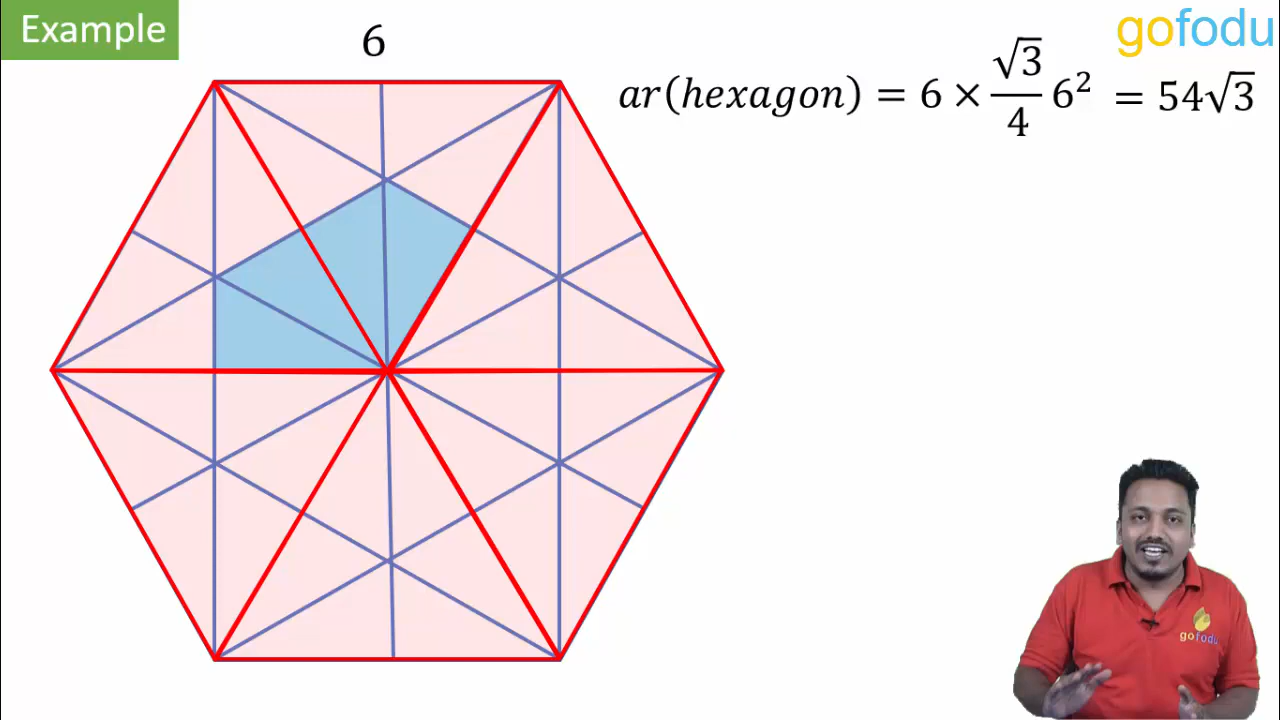 Example
gofodu
6
ar(hexagon) = 6 × √3/4 6² = 54√3
gofodu